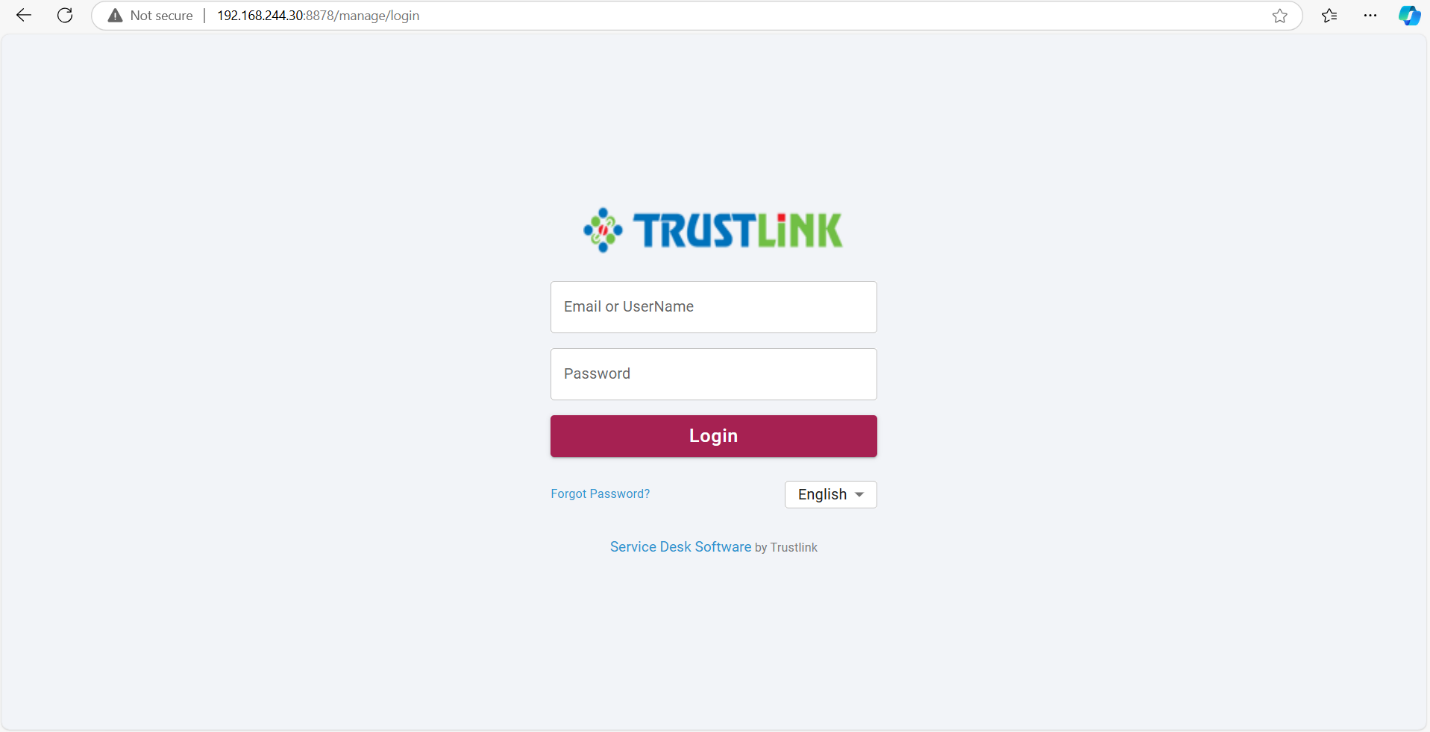 Not secure 192.168.244.30:8878/manage/login
TRUSTLiNK
Email or UserName
Password
Login
Forgot Password? English
Service Desk Software by Trustlink